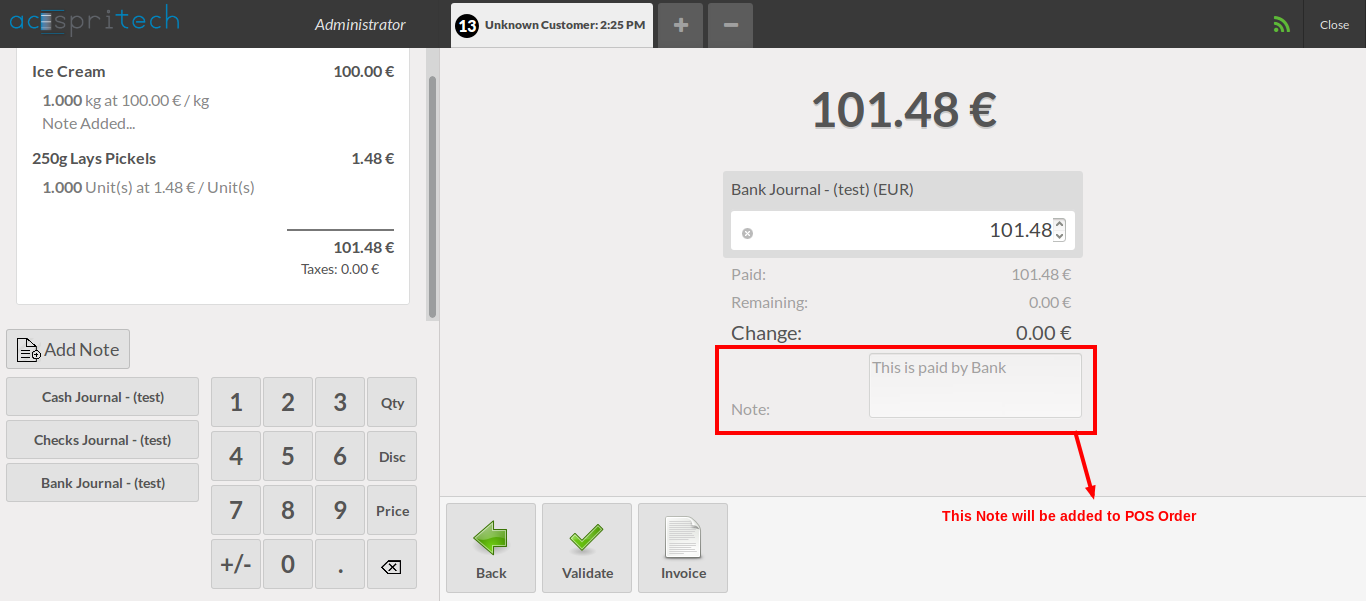 acespritech
Administrator
13 Unknown Customer: 2:25 PM
+
−
Close
Ice Cream 100.00 €
1.000 kg at 100.00 € / kg
Note Added...
250g Lays Pickels 1.48 €
1.000 Unit(s) at 1.48 € / Unit(s)
101.48 €
Taxes: 0.00 €
Add Note
Cash Journal - (test)
Checks Journal - (test)
Bank Journal - (test)
1 2 3 Qty
4 5 6 Disc
7 8 9 Price
+/- 0 .
101.48 €
Bank Journal - (test) (EUR)
101.48
Paid: 101.48 €
Remaining: 0.00 €
Change: 0.00 €
Note: This is paid by Bank
This Note will be added to POS Order
Back
Validate
Invoice